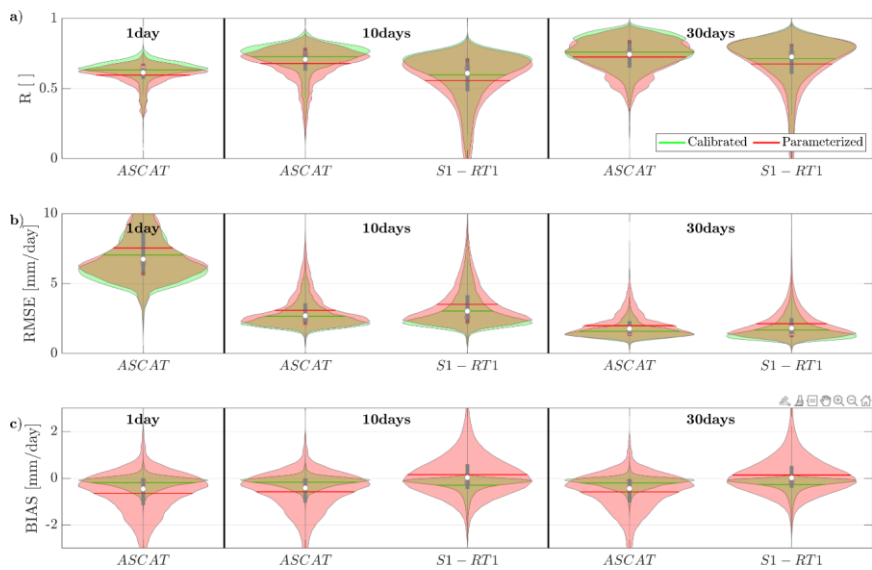 a)
1day
10days
30days
R [ ]
1
0.5
0
Calibrated
Parameterized
ASCAT
ASCAT
S1 − RT1
ASCAT
S1 − RT1
b)
1day
10days
30days
RMSE [mm/day]
10
5
0
ASCAT
ASCAT
S1 − RT1
ASCAT
S1 − RT1
c)
1day
10days
30days
BIAS [mm/day]
2
0
-2
ASCAT
ASCAT
S1 − RT1
ASCAT
S1 − RT1